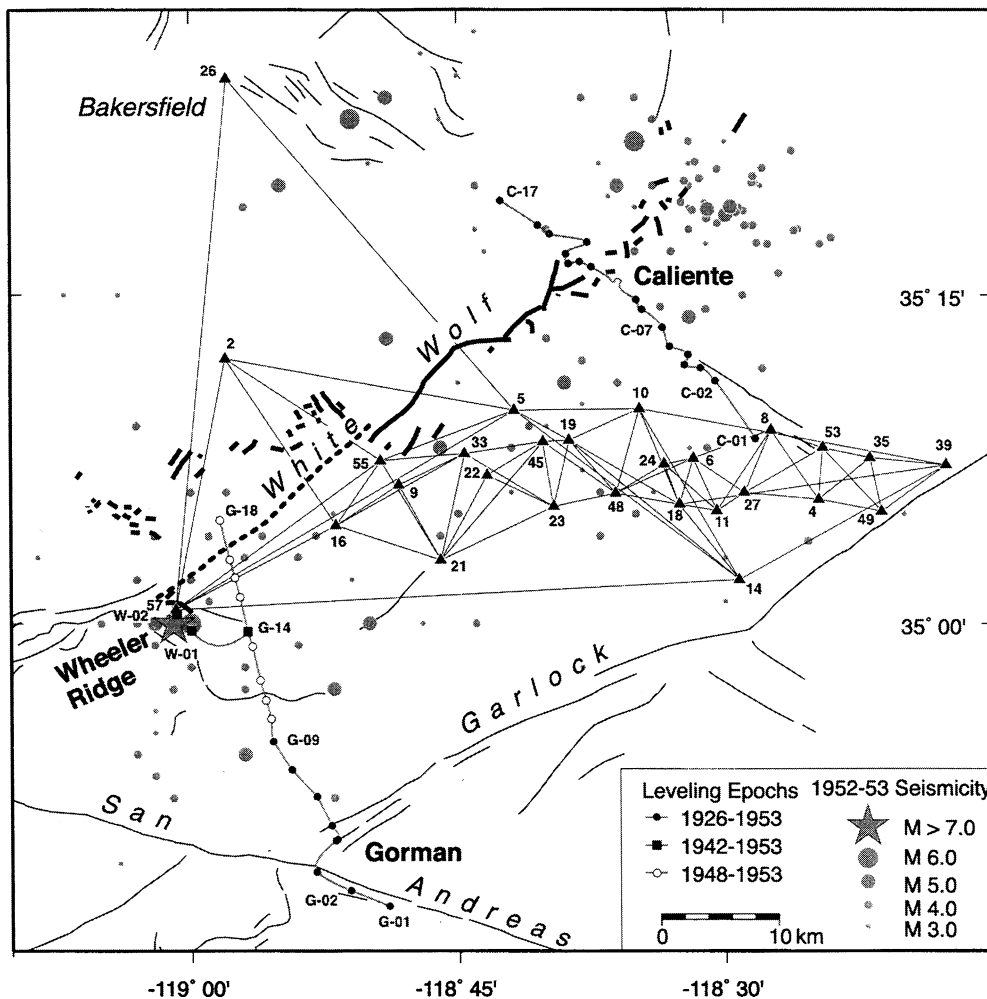 26
Bakersfield
C-17
Caliente
35° 15'
Wolf
C-07
2
C-02
5
10
19
8
C-01
53
White
33
35
39
55
45
24
6
22
9
27
4
49
48
18
11
23
G-18
16
21
14
57
W-02
G-14
35° 00'
W-01
Wheeler
Ridge
Garlock
G-09
San
Gorman
Andreas
G-02
G-01
Leveling Epochs
1926-1953
1942-1953
1948-1953
0 10 km
1952-53 Seismicity
M > 7.0
M 6.0
M 5.0
M 4.0
M 3.0
-119° 00'
-118° 45'
-118° 30'